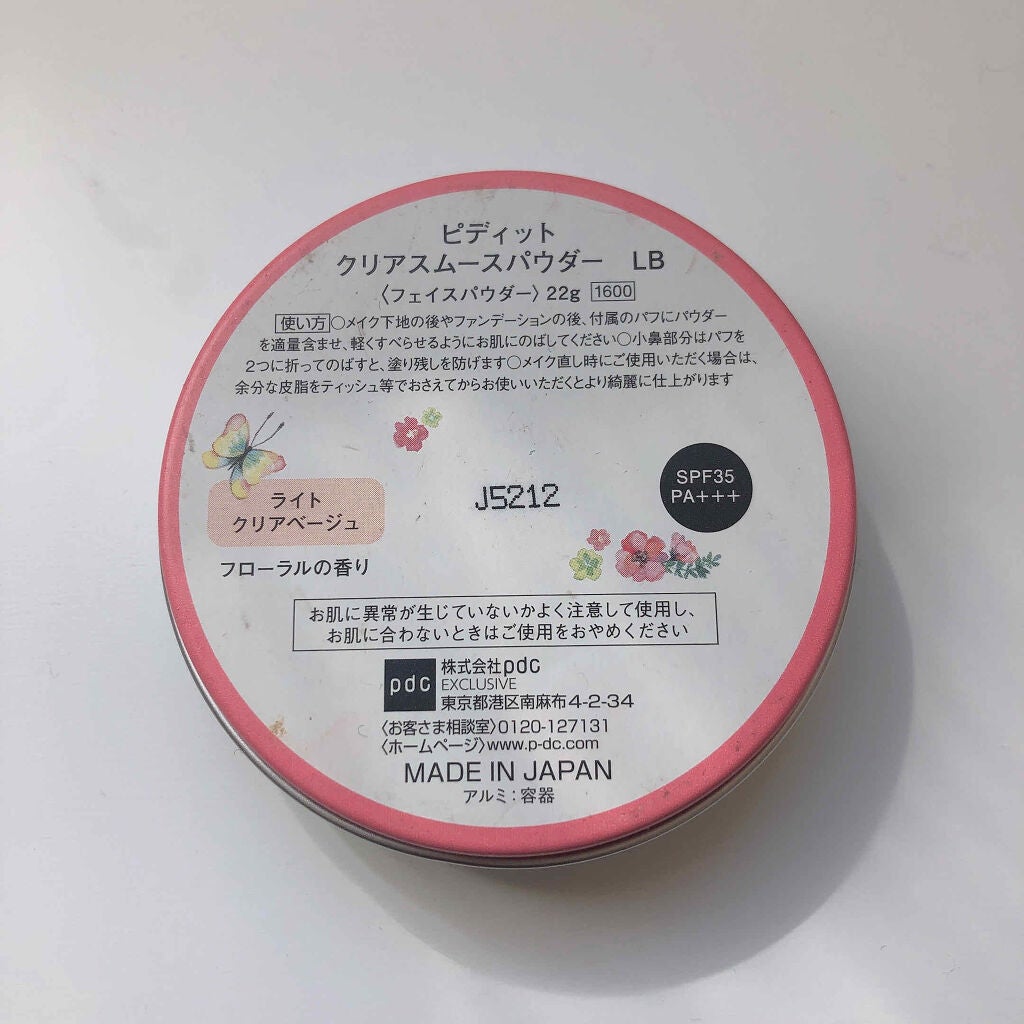 ピディット
クリアスムースパウダー LB
〈フェイスパウダー〉22g 1600
使い方○メイク下地の後やファンデーションの後、付属のパフにパウダー
を適量含ませ、軽くすべらせるようにお肌にのばしてください○小鼻部分はパフを
2つに折ってのばすと、塗り残しを防げます○メイク直し時にご使用いただく場合は、
余分な皮脂をティッシュ等でおさえてからお使いいただくとより綺麗に仕上がります
ライト
クリアベージュ
フローラルの香り
J5212
SPF35
PA+++
お肌に異常が生じていないかよく注意して使用し、
お肌に合わないときはご使用をおやめください
pdc
株式会社pdc
EXCLUSIVE
東京都港区南麻布4-2-34
〈お客さま相談室〉0120-127131
〈ホームページ〉www.p-dc.com
MADE IN JAPAN
アルミ：容器